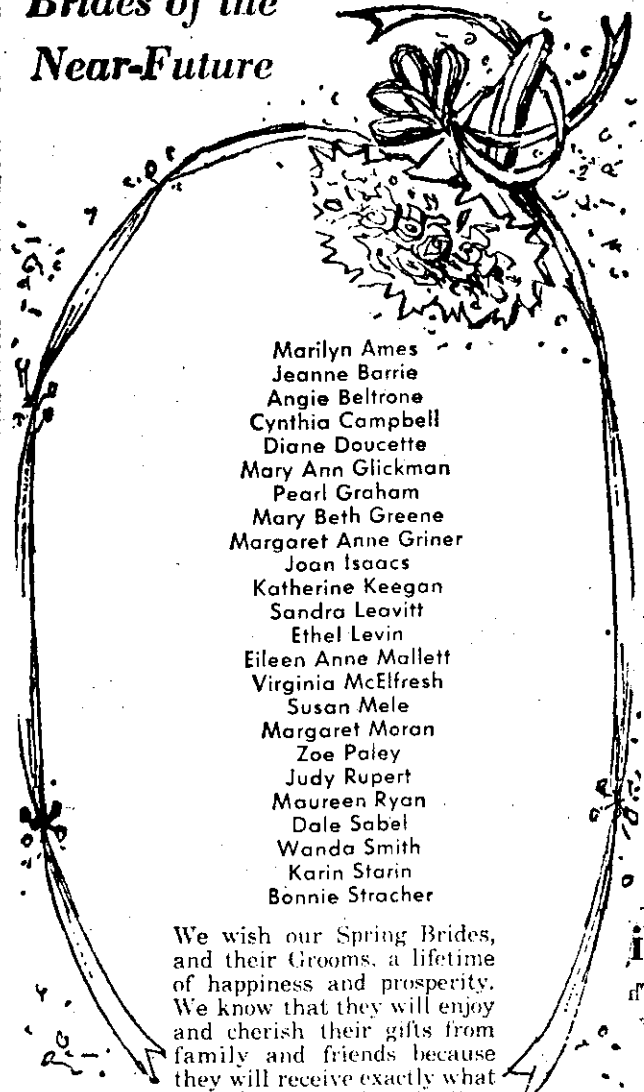 Brides of the
Near-Future
Marilyn Ames
Jeanne Barrie
Angie Beltrone
Cynthia Campbell
Diane Doucette
Mary Ann Glickman
Pearl Graham
Mary Beth Greene
Margaret Anne Griner
Joan Isaacs
Katherine Keegan
Sandra Leavitt
Ethel Levin
Eileen Anne Mallett
Virginia McElfresh
Susan Mele
Margaret Moran
Zoe Paley
Judy Rupert
Maureen Ryan
Dale Sabel
Wanda Smith
Karin Starin
Bonnie Stracher
We wish our Spring Brides,
and their Grooms, a lifetime
of happiness and prosperity.
We know that they will enjoy
and cherish their gifts from
family and friends because
they will receive exactly what